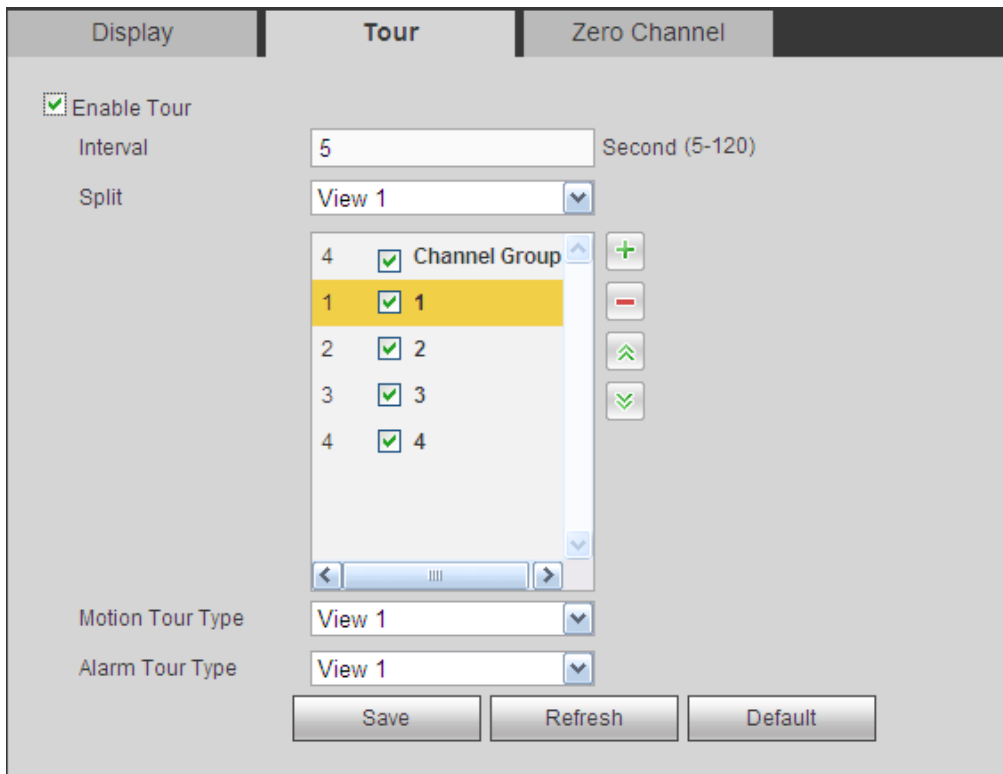 Display Tour Zero Channel
Enable Tour
Interval 5 Second (5-120)
Split View 1
4 Channel Group
1 1
2 2
3 3
4 4
Motion Tour Type View 1
Alarm Tour Type View 1
Save Refresh Default